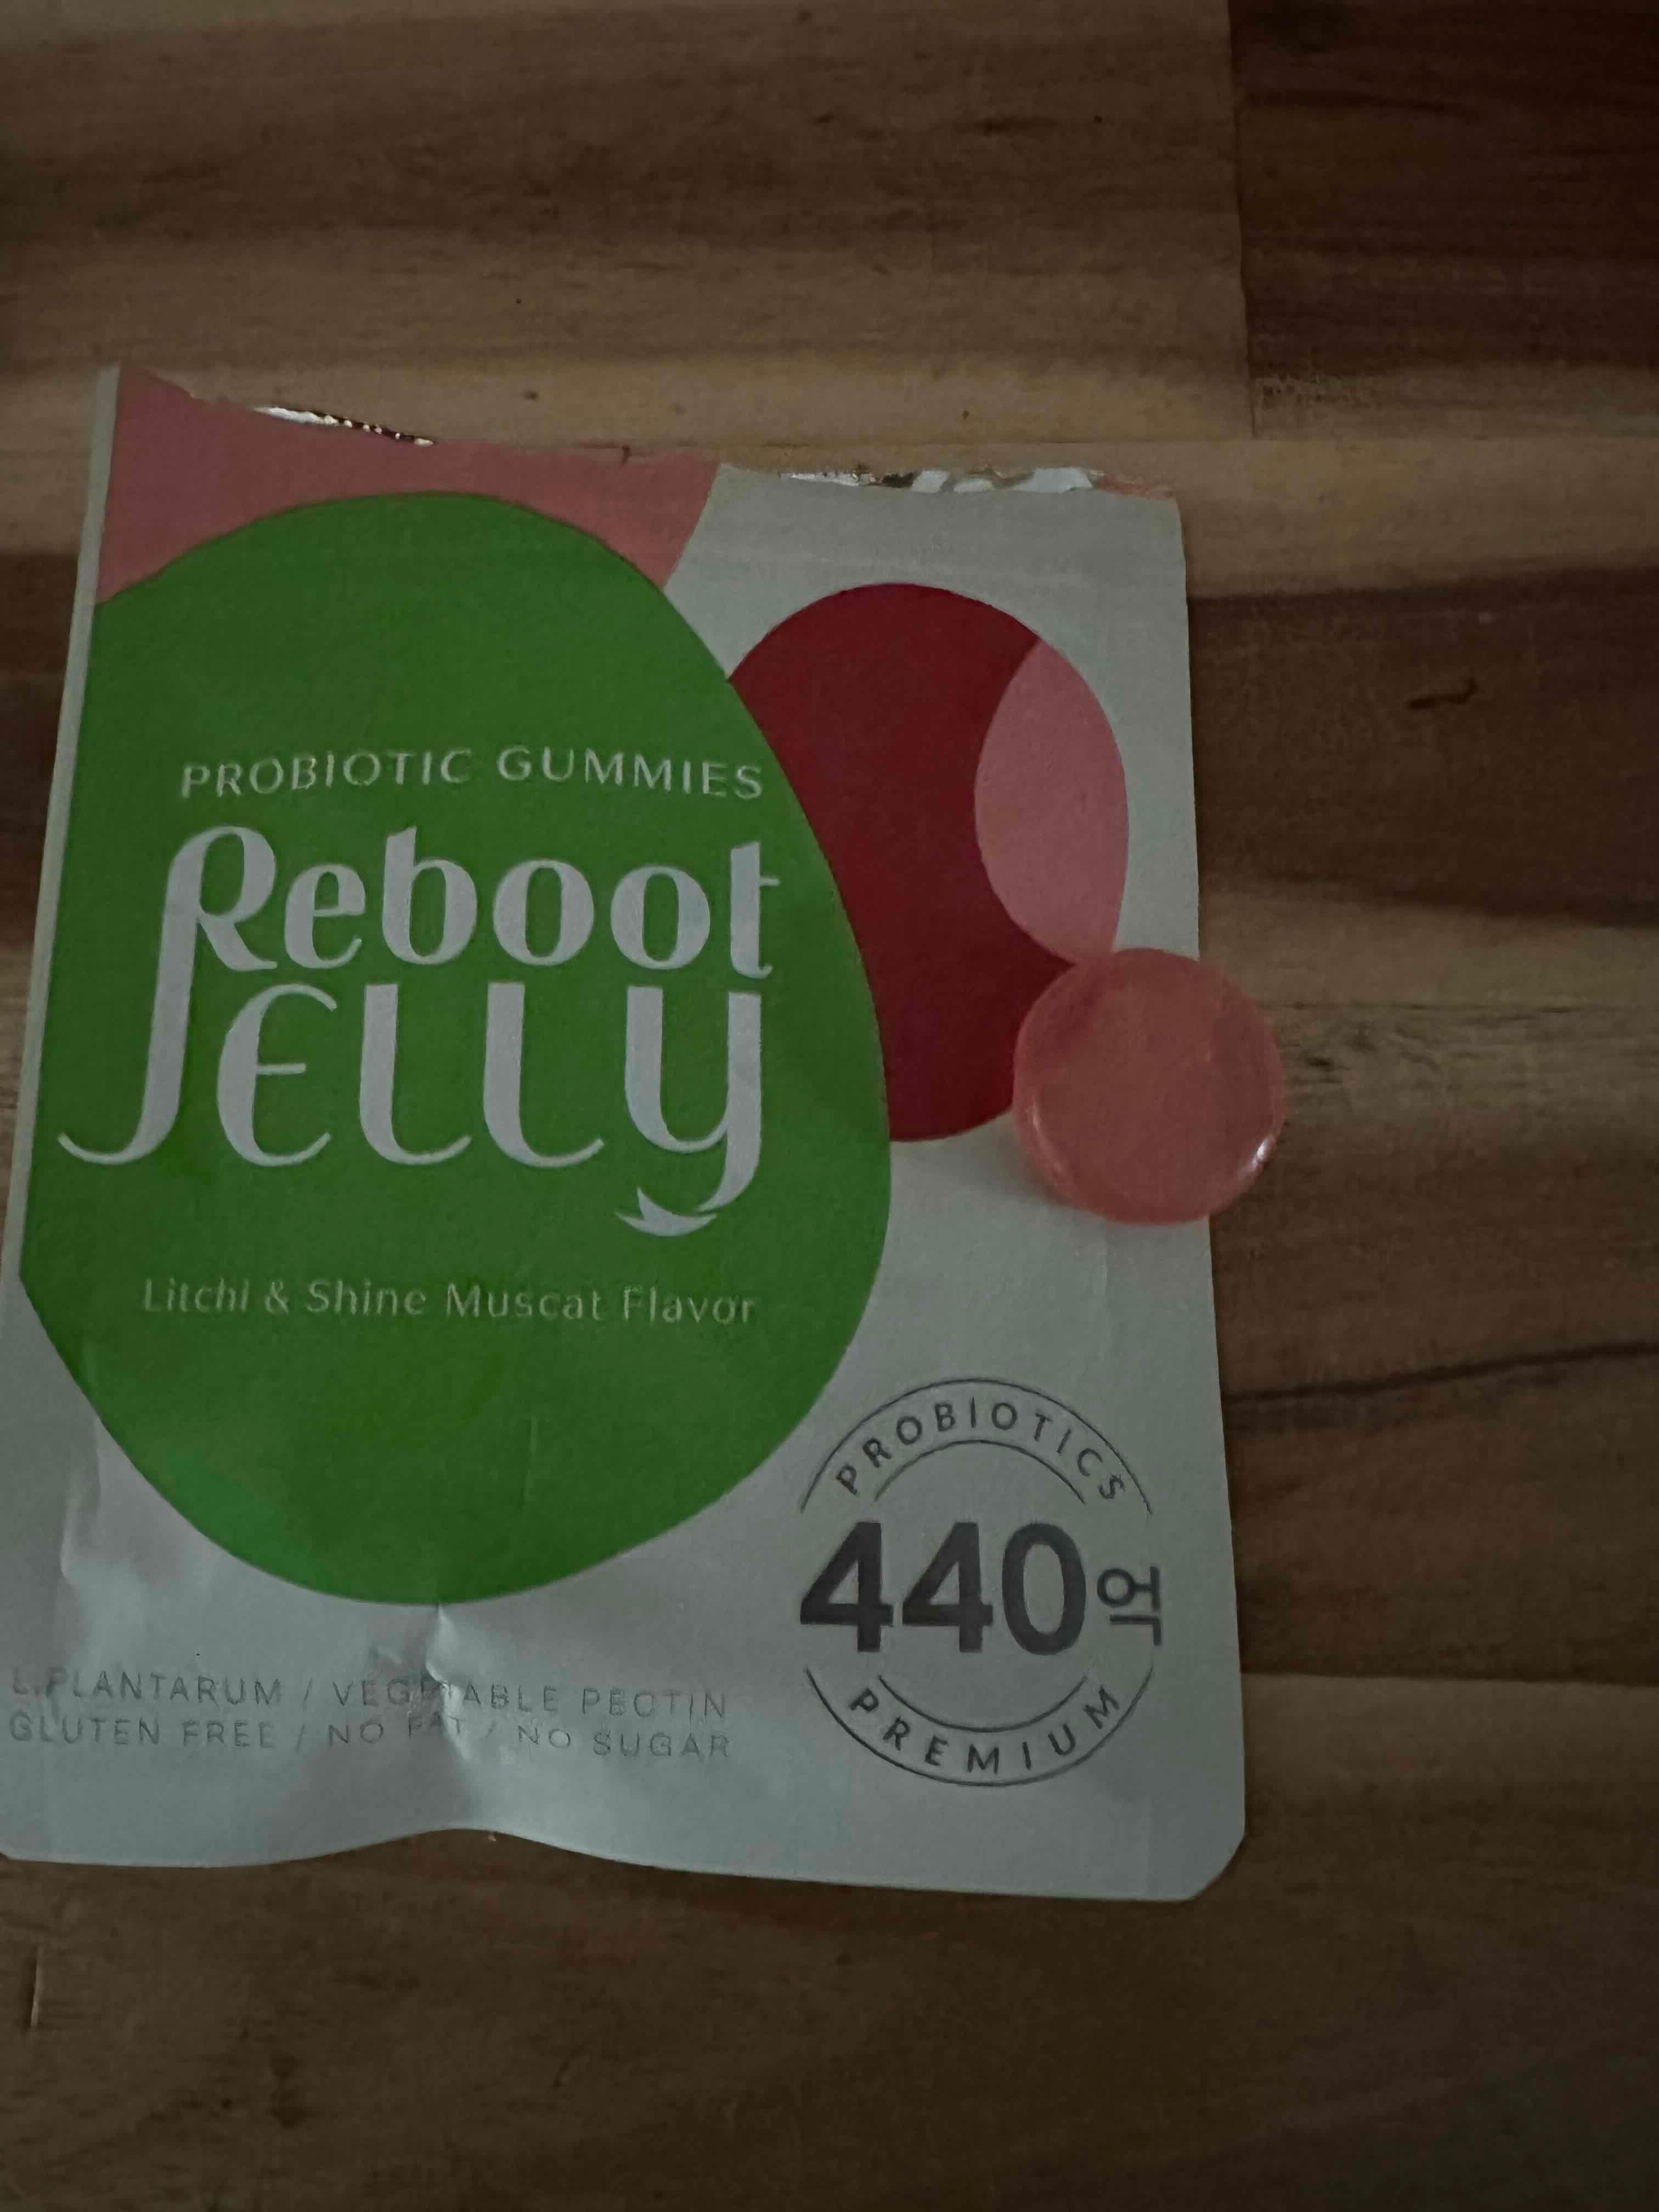 PROBIOTIC GUMMIES
Reboot
JELLY
Litchi & Shine Muscat Flavor
PROBIOTICS
440억
PREMIUM
L.PLANTARUM / VEGETABLE PECTIN
GLUTEN FREE / NO FAT / NO SUGAR